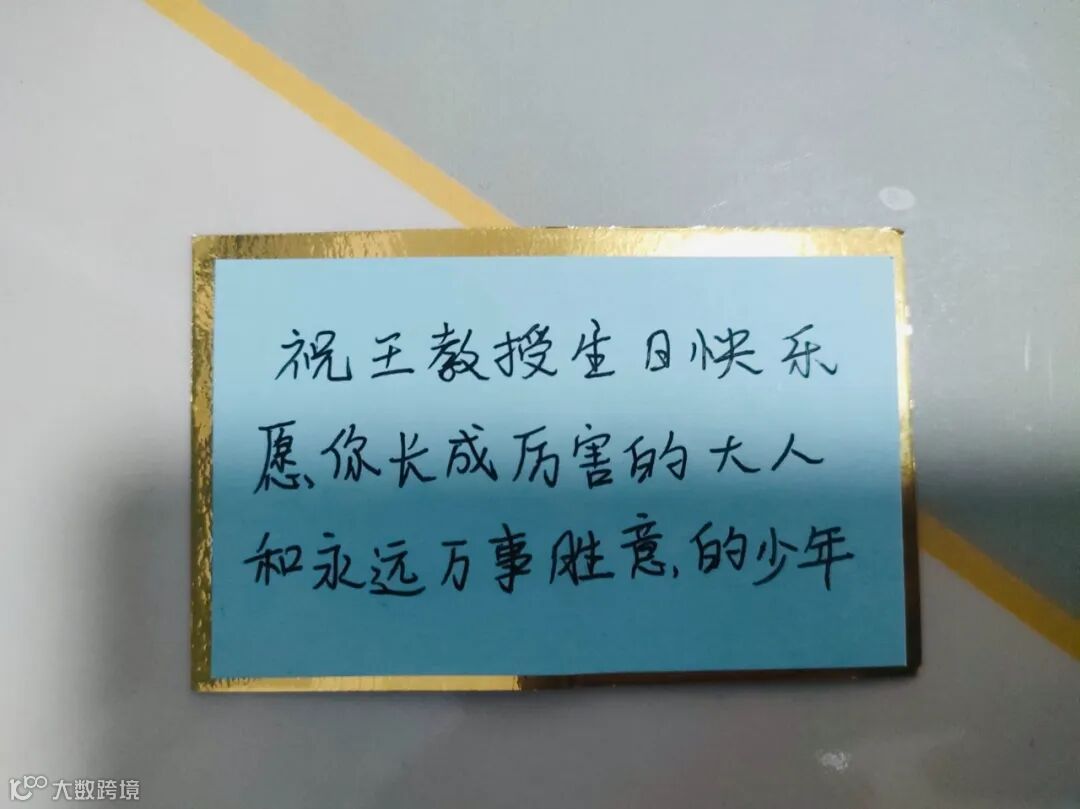 祝王教授生日快乐
愿你长成厉害的大人
和永远万事胜意的少年
大数跨境